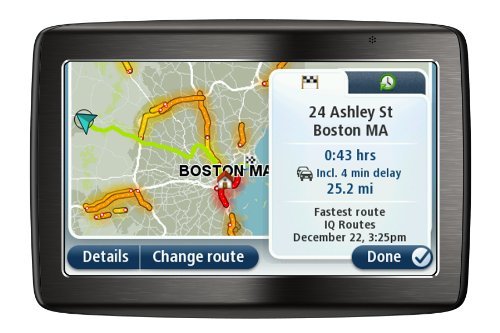 24 Ashley St
Boston MA
0:43 hrs
Incl. 4 min delay
25.2 mi
Fastest route
IQ Routes
December 22, 3:25pm
BOSTON MA
Details
Change route
Done